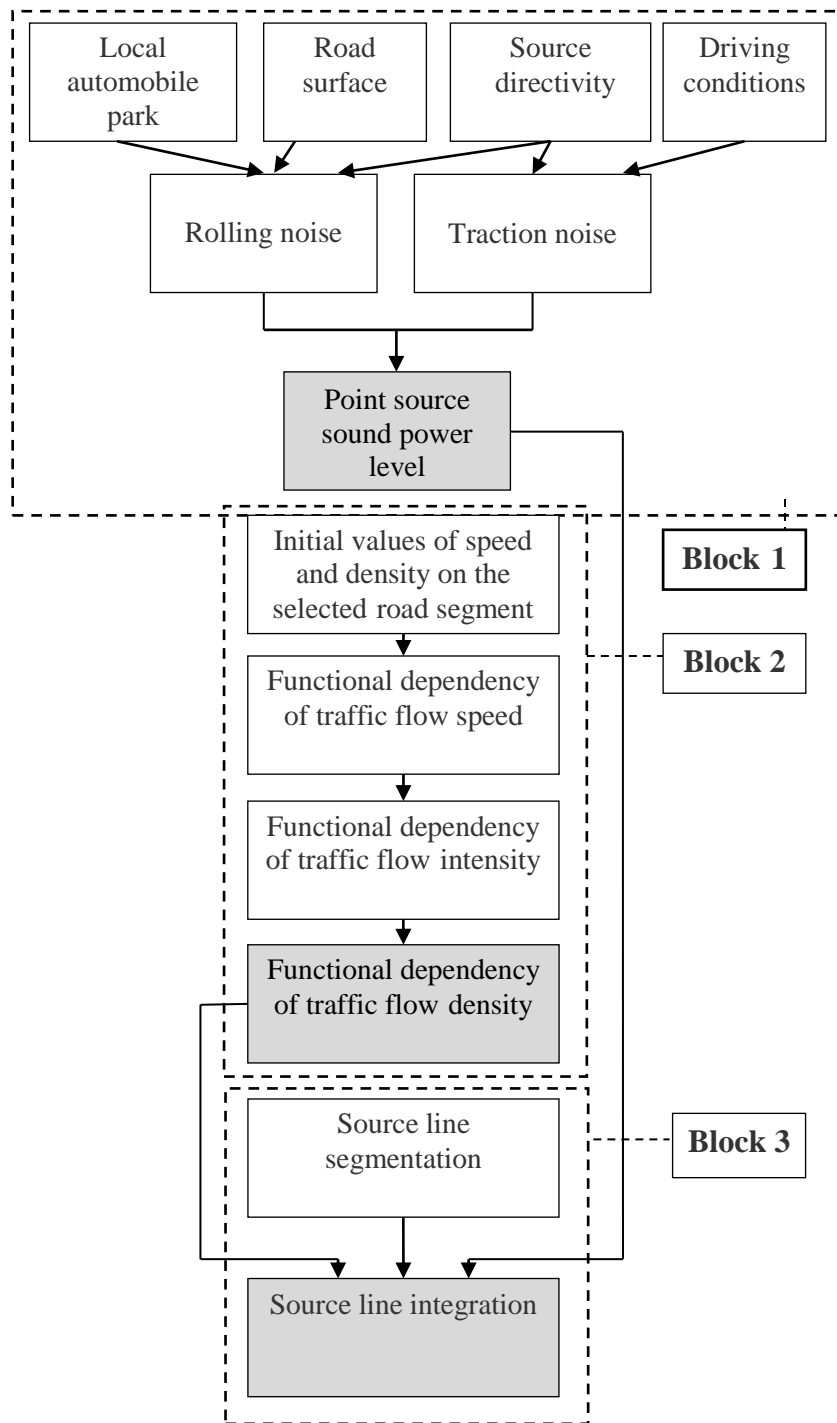 Local
automobile
park
Road
surface
Source
directivity
Driving
conditions
Rolling noise
Traction noise
Point source
sound power
level
Initial values of speed
and density on the
selected road segment
Block 1
Block 2
Functional dependency
of traffic flow speed
Functional dependency
of traffic flow intensity
Functional dependency
of traffic flow density
Source line
segmentation
Block 3
Source line integration